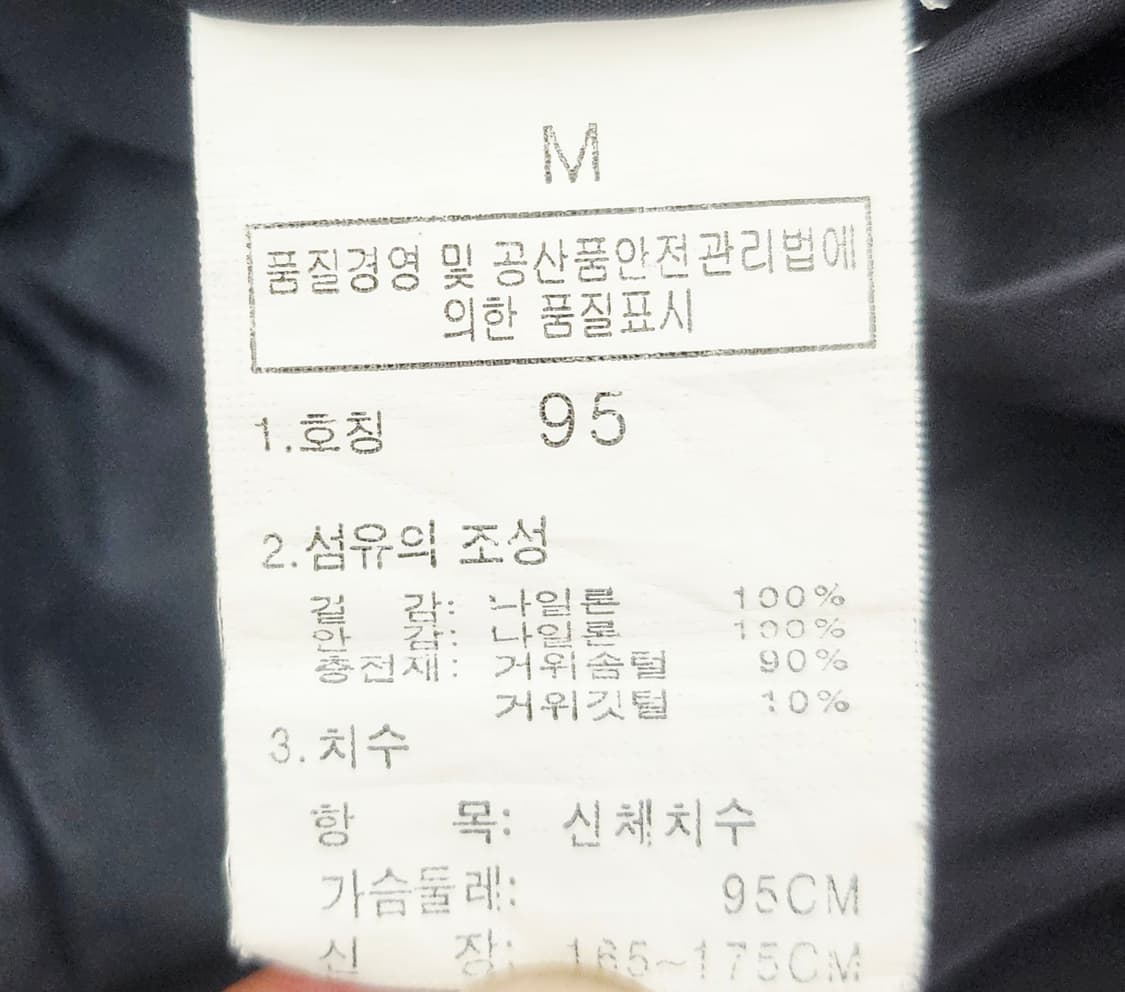 M
품질경영 및 공산품안전관리법에
의한 품질표시
1.호칭 95
2.섬유의 조성
겉 감: 나일론 100%
안 감: 나일론 100%
충전재: 거위솜털 90%
거위깃털 10%
3.치수
항 목: 신체치수
가슴둘레: 95CM
신 장: 165~175CM